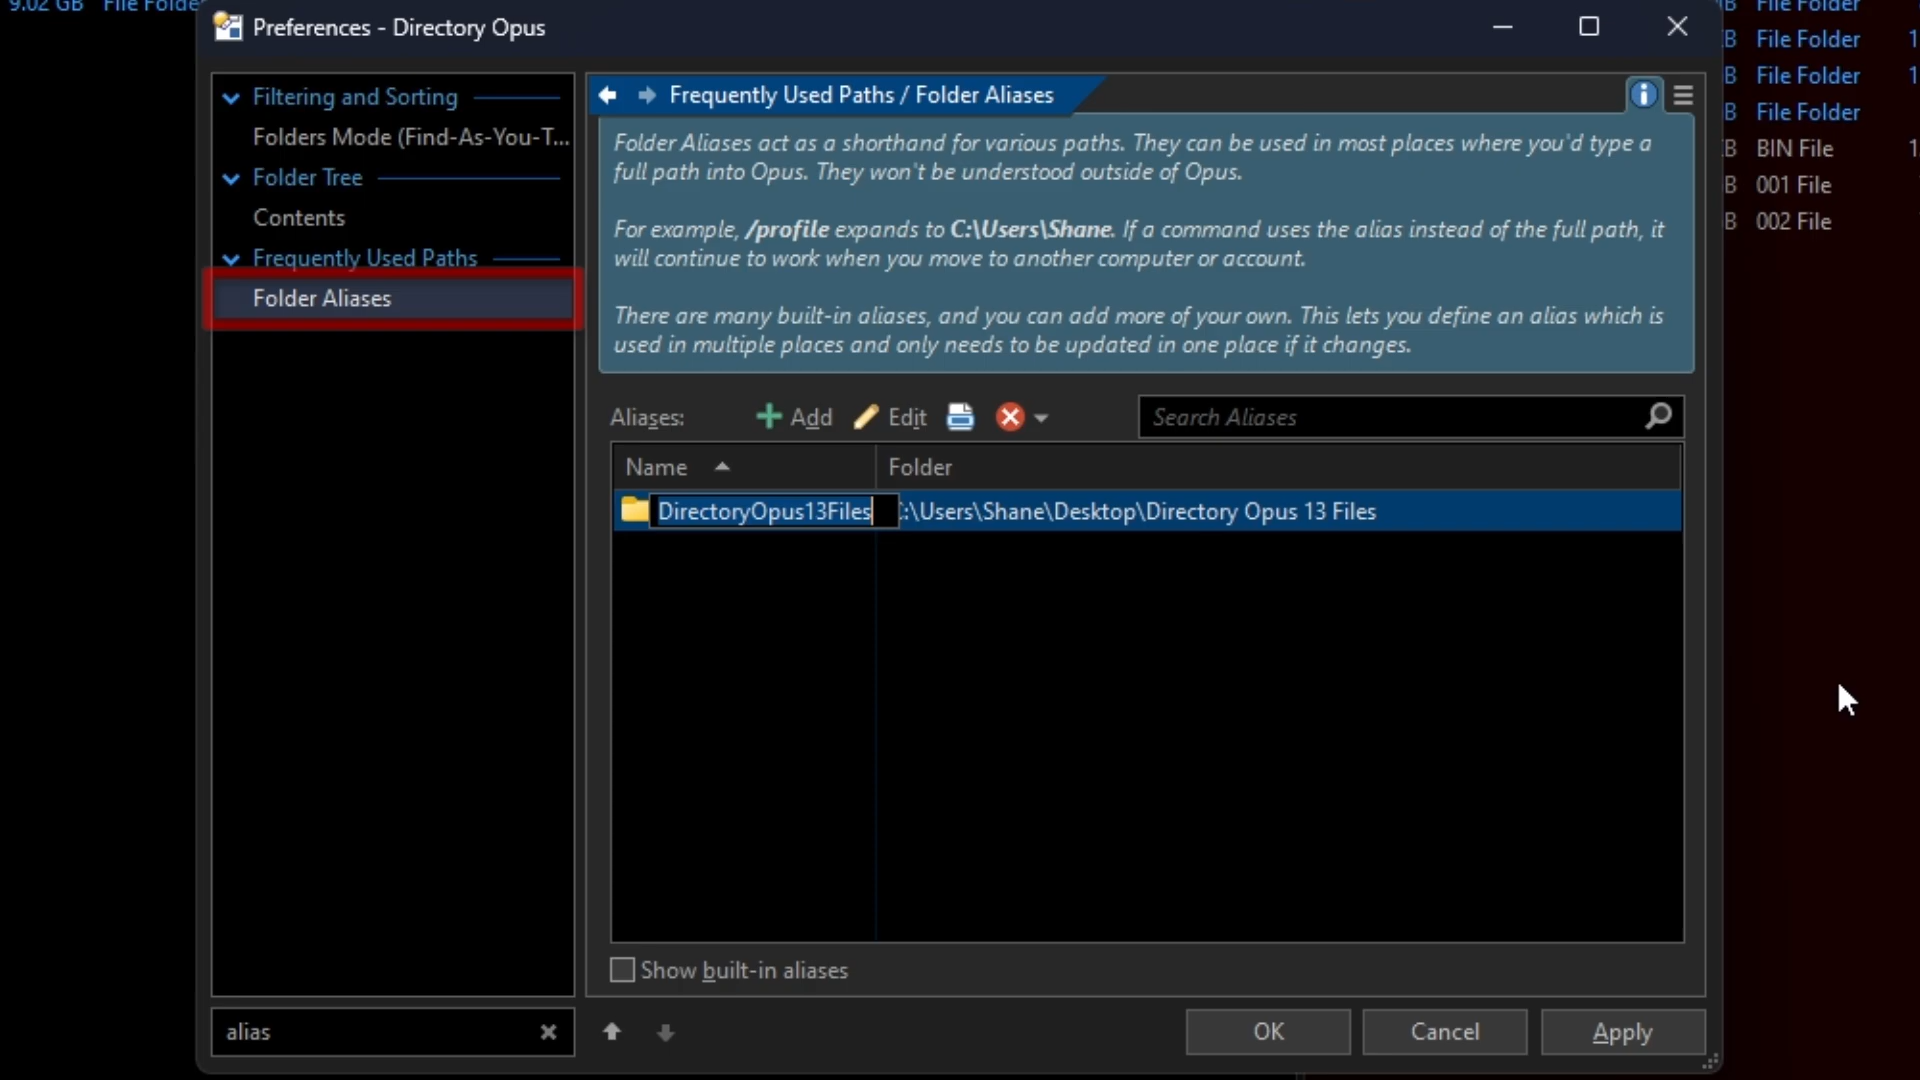 9.02 GB File Folder
Preferences - Directory Opus
Filtering and Sorting
Folders Mode (Find-As-You-T...
Folder Tree
Contents
Frequently Used Paths
Folder Aliases
Frequently Used Paths / Folder Aliases
Folder Aliases act as a shorthand for various paths. They can be used in most places where you'd type a
full path into Opus. They won't be understood outside of Opus.
For example, /profile expands to C:\Users\Shane. If a command uses the alias instead of the full path, it
will continue to work when you move to another computer or account.
There are many built-in aliases, and you can add more of your own. This lets you define an alias which is
used in multiple places and only needs to be updated in one place if it changes.
Aliases: Add Edit Search Aliases
Name Folder
DirectoryOpus13Files :\Users\Shane\Desktop\Directory Opus 13 Files
Show built-in aliases
alias
OK Cancel Apply
File Folder
B File Folder 1
B File Folder 1
B File Folder
B BIN File 1
B 001 File
B 002 File